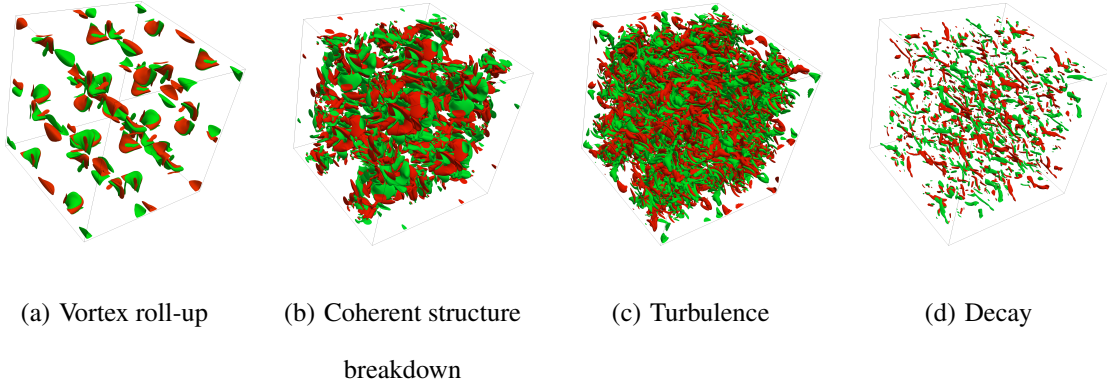 (a) Vortex roll-up
(b) Coherent structure
breakdown
(c) Turbulence
(d) Decay